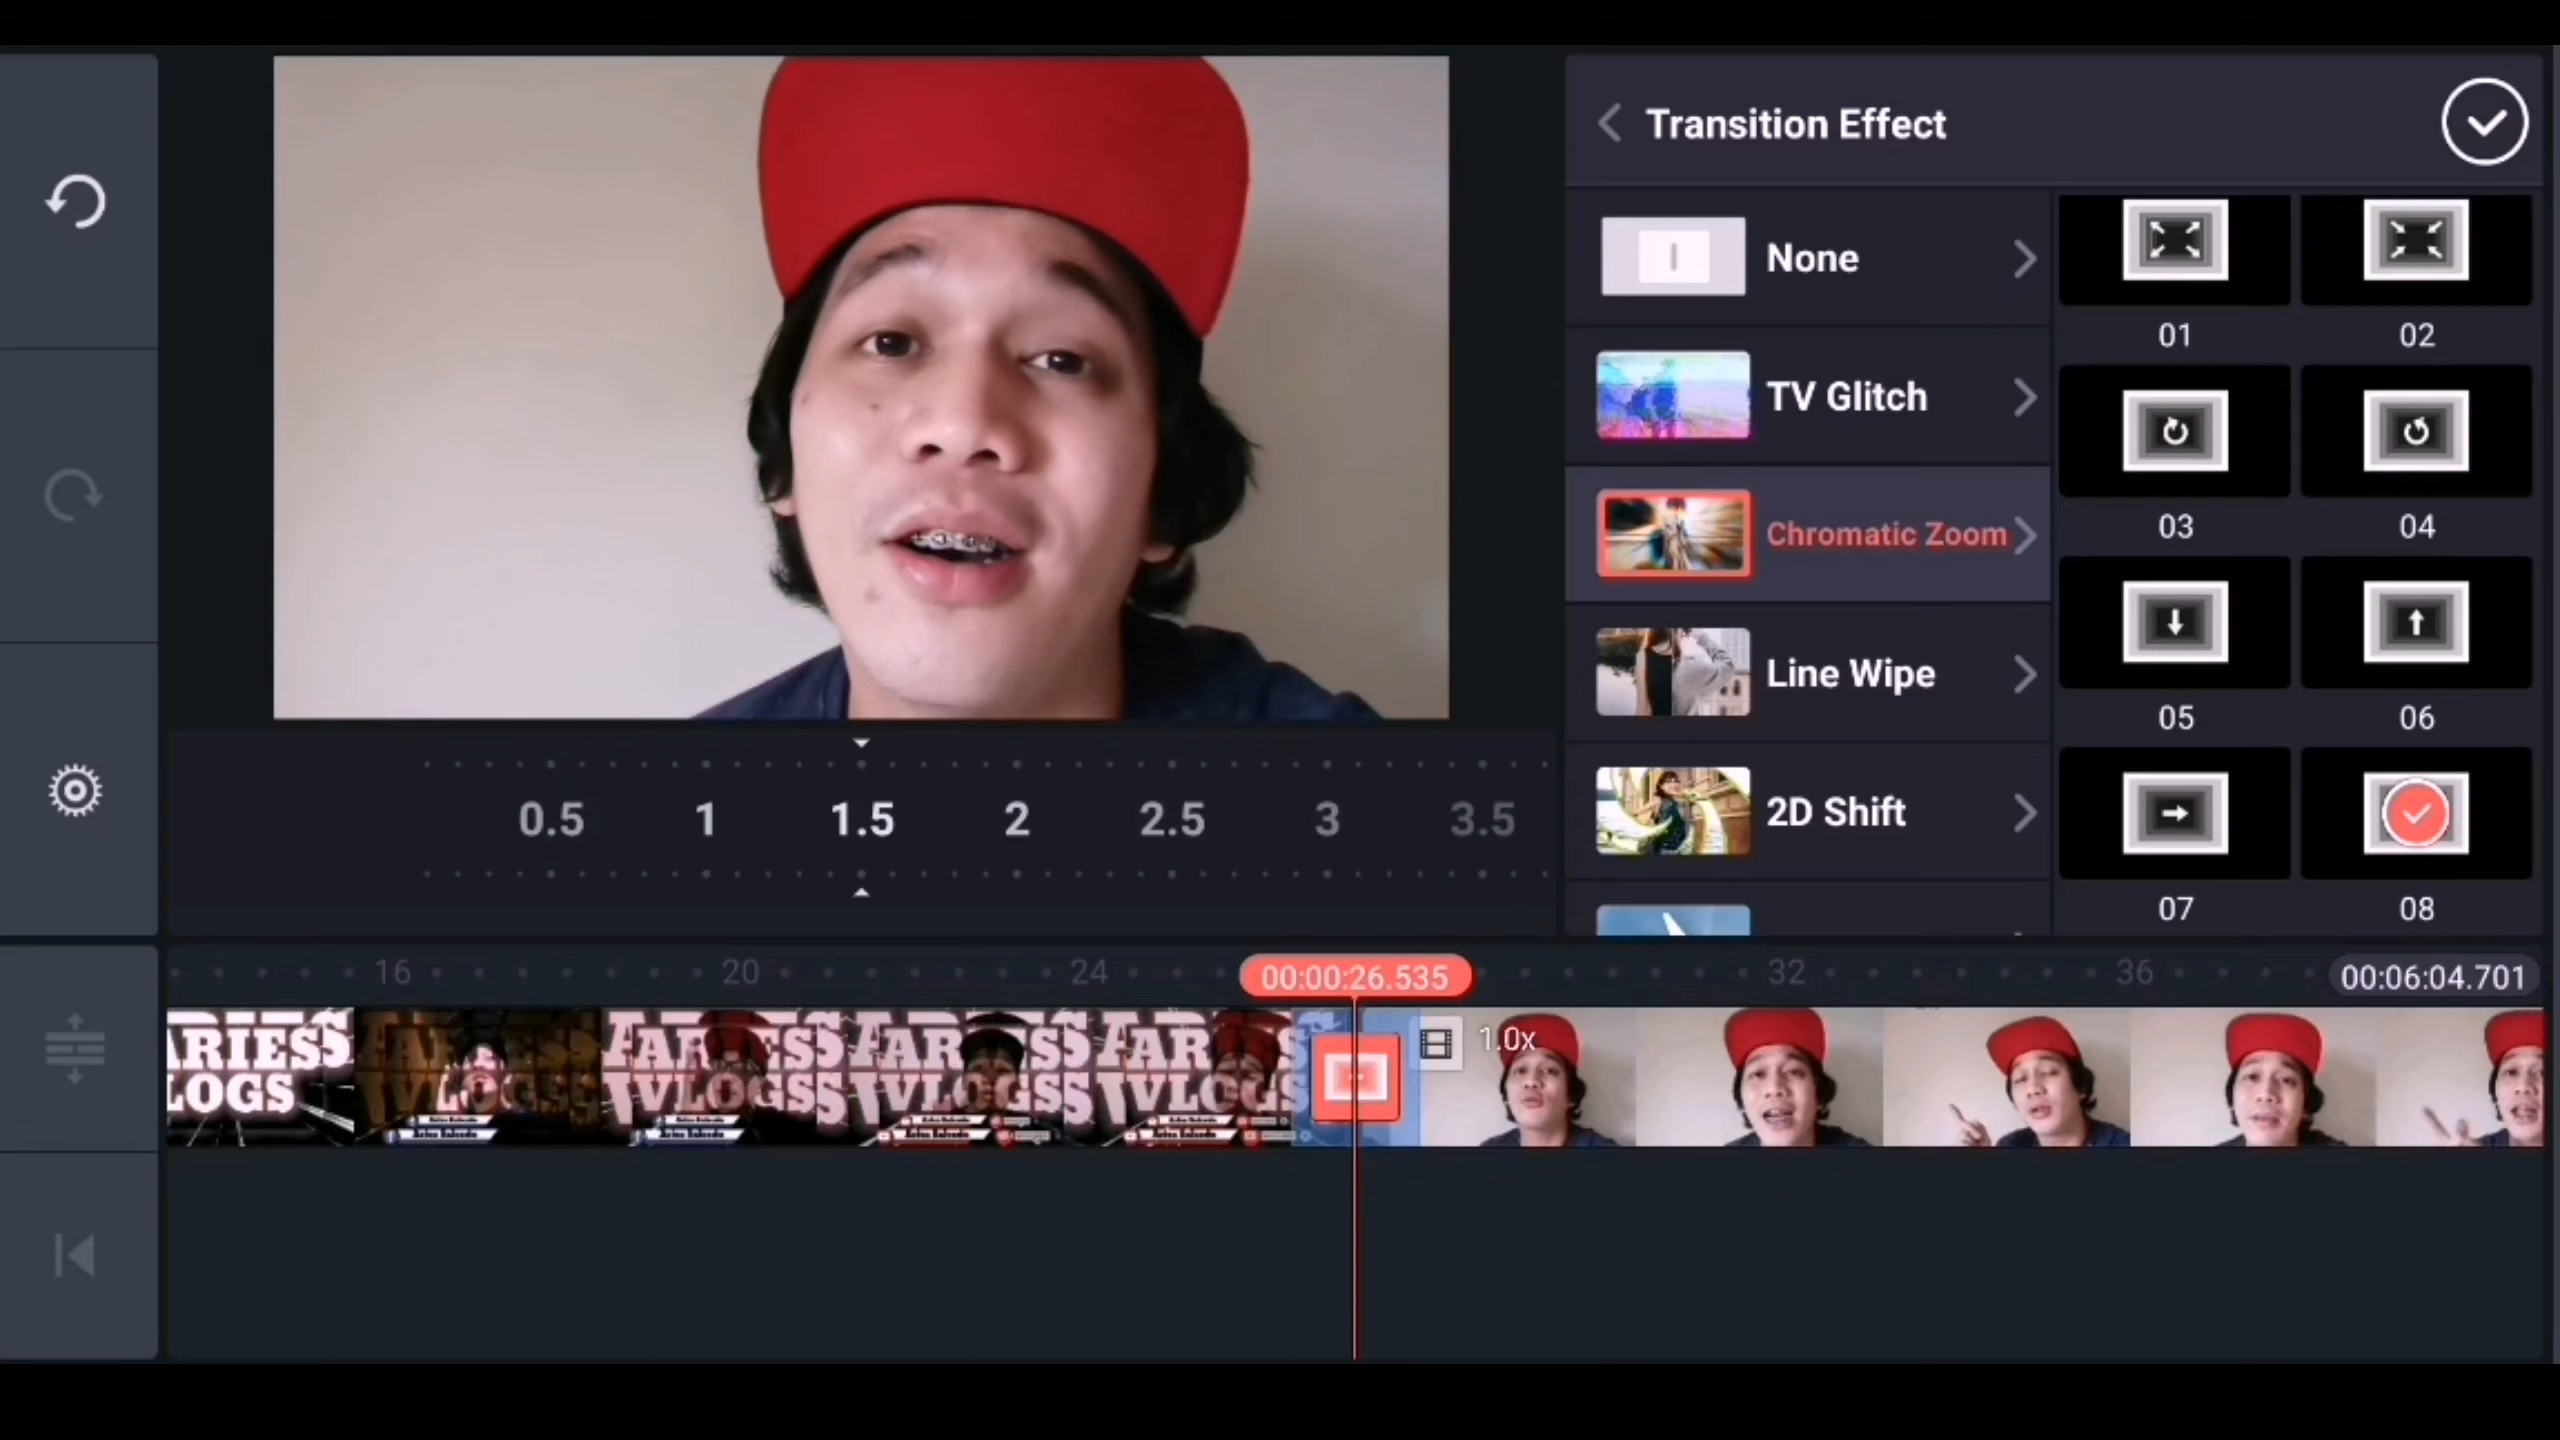 Transition Effect
None
TV Glitch
Chromatic Zoom
Line Wipe
2D Shift
01 02
03 04
05 06
07 08
0.5 1 1.5 2 2.5 3 3.5
16 20 24 00:00:26.535 32 36 00:06:04.701
1.0x
ARIESS
LOGS